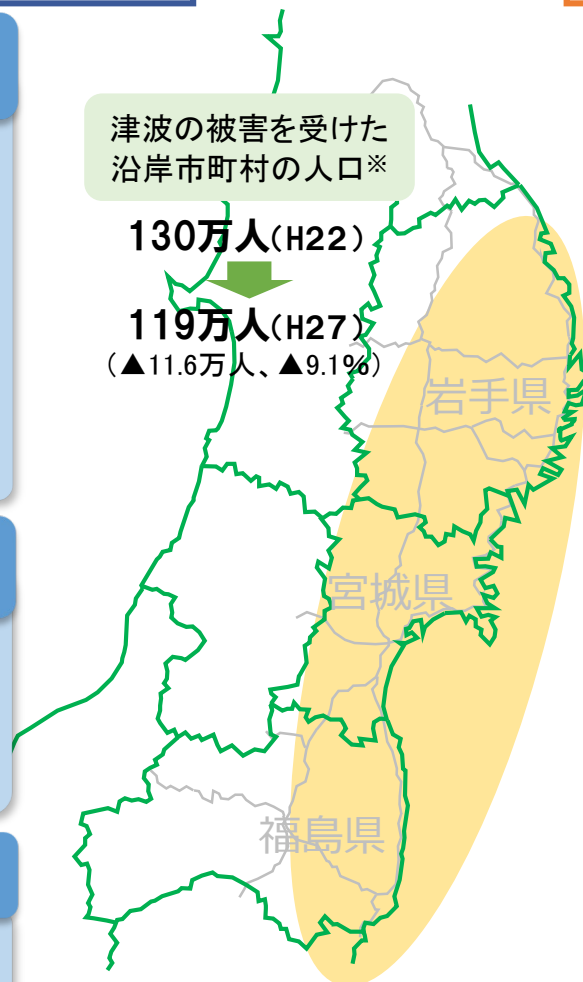 津波の被害を受けた
沿岸市町村の人口※
130万人(H22)
119万人(H27)
(▲11.6万人、▲9.1%)
岩手県
宮城県
福島県